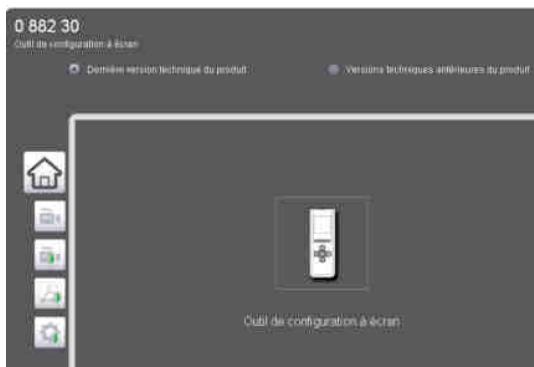 0 882 30
Outil de configuration à écran
Dernière version technique du produit
Versions techniques antérieures du produit
Outil de configuration à écran